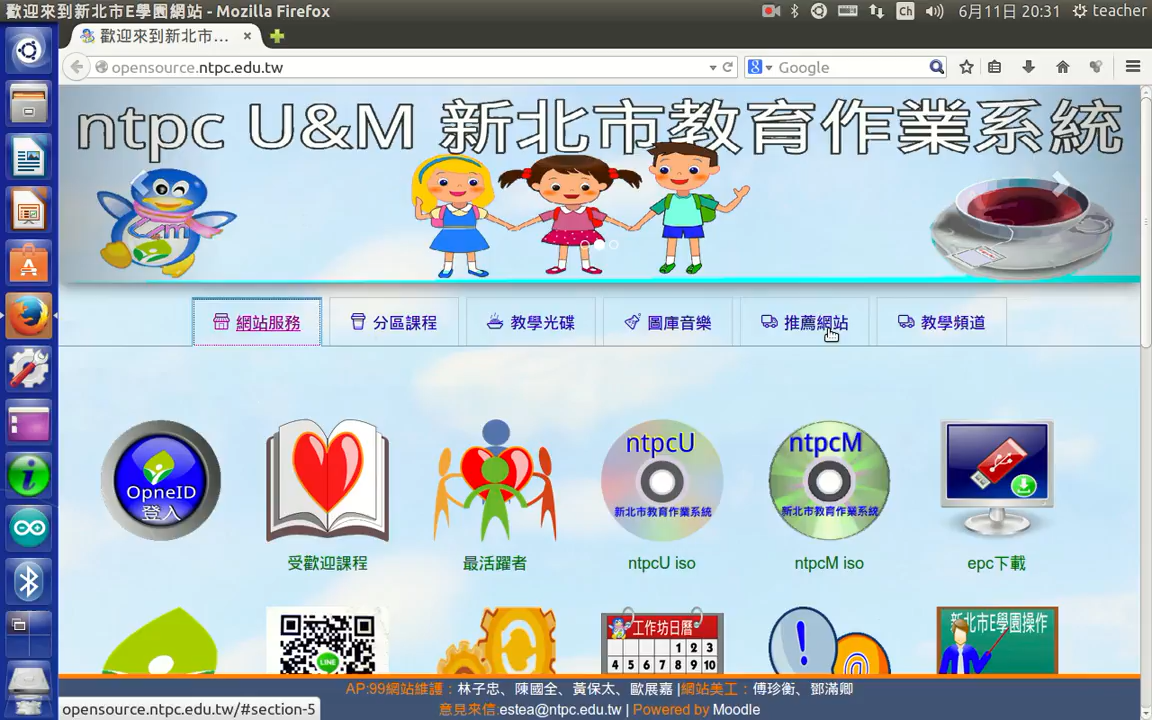 歡迎來到新北市E學園網站 - Mozilla Firefox
Ch
6月11日 20:31
teacher
歡迎來到新北市...
opensource.ntpc.edu.tw
Google
ntpc U&M 新北市教育作業系統
網站服務
分區課程
教學光碟
圖庫音樂
推薦網站
教學頻道
OpneID
登入
ntpcU
新北市教育作業系統
ntpcM
新北市教育作業系統
受歡迎課程
最活躍者
ntpcU iso
ntpcM iso
epc下載
LINE
工作坊日曆
1 2 3
4 5 6 7 8 9 10
新北市E學園操作
AP:99網站維護：林子忠、陳國全、黃保太、歐展嘉 |網站美工：傅珍衡、鄧滿卿
意見來信:estea@ntpc.edu.tw | Powered by Moodle
opensource.ntpc.edu.tw/#section-5